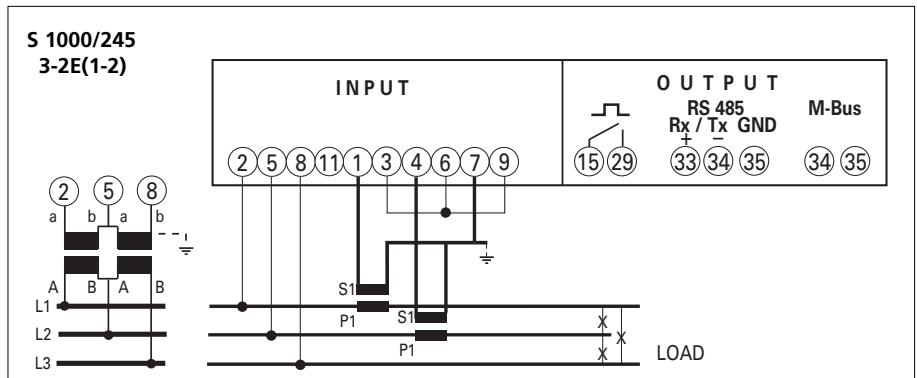 S 1000/245
3-2E(1-2)
INPUT
OUTPUT
RS 485
Rx / Tx GND
+ −
M-Bus
2 5 8 11 1 3 4 6 7 9
15 29 33 34 35 34 35
2 5 8
a b a b
A B A B
L1
L2
L3
S1
P1
S1
P1
X
X
X
LOAD